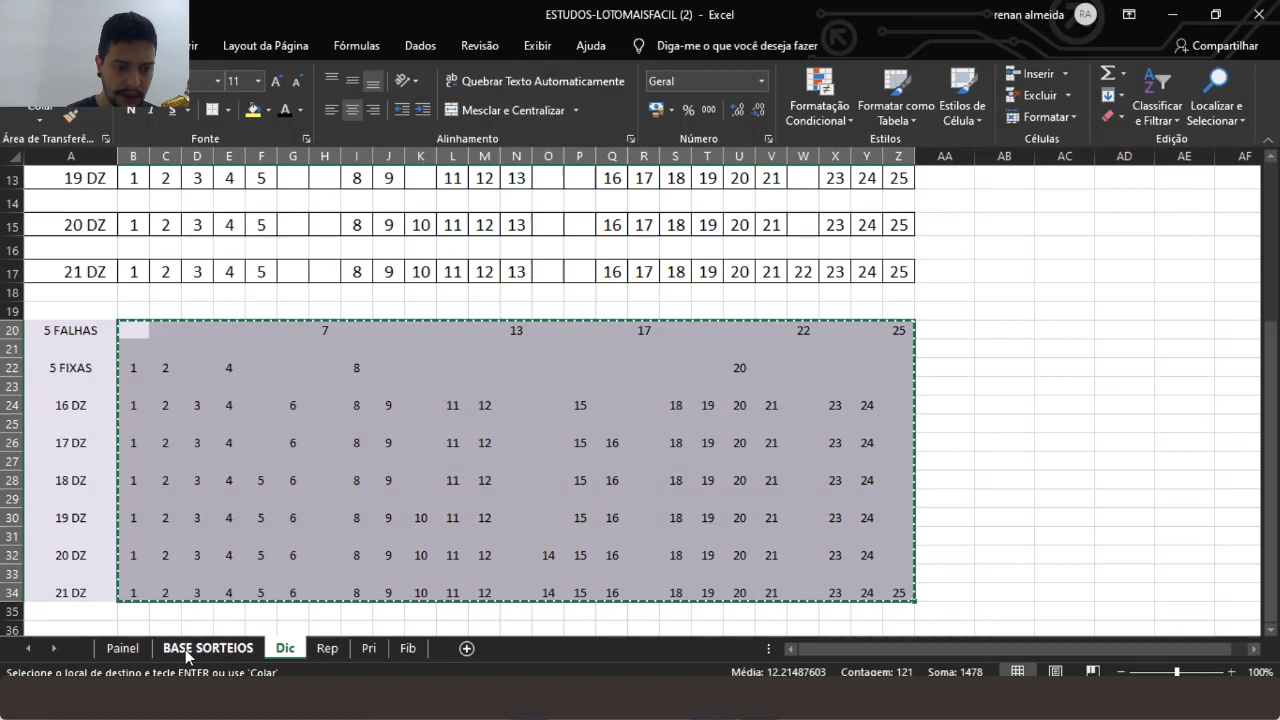 ESTUDOS-LOTOMAISFACIL (2) - Excel
renan almeida RA
Layout da Página Fórmulas Dados Revisão Exibir Ajuda Diga-me o que você deseja fazer Compartilhar
11 Quebrar Texto Automaticamente Geral
Mesclar e Centralizar % 000
N I S A
Formatação Condicional Formatar como Tabela Estilos de Célula
Inserir
Excluir
Formatar
Classificar e Filtrar Localizar e Selecionar
Área de Transferê... Fonte Alinhamento Número Estilos Células Edição
A B C D E F G H I J K L M N O P Q R S T U V W X Y Z AA AB AC AD AE AF
13 19 DZ 1 2 3 4 5 8 9 11 12 13 16 17 18 19 20 21 23 24 25
14
15 20 DZ 1 2 3 4 5 8 9 10 11 12 13 16 17 18 19 20 21 23 24 25
16
17 21 DZ 1 2 3 4 5 8 9 10 11 12 13 16 17 18 19 20 21 22 23 24 25
18
19
20 5 FALHAS 7 13 17 22 25
21
22 5 FIXAS 1 2 4 8 20
23
24 16 DZ 1 2 3 4 6 8 9 11 12 15 18 19 20 21 23 24
25
26 17 DZ 1 2 3 4 6 8 9 11 12 15 16 18 19 20 21 23 24
27
28 18 DZ 1 2 3 4 5 6 8 9 11 12 15 16 18 19 20 21 23 24
29
30 19 DZ 1 2 3 4 5 6 8 9 10 11 12 15 16 18 19 20 21 23 24
31
32 20 DZ 1 2 3 4 5 6 8 9 10 11 12 14 15 16 18 19 20 21 23 24
33
34 21 DZ 1 2 3 4 5 6 8 9 10 11 12 14 15 16 18 19 20 21 23 24 25
35
36
Painel BASE SORTEIOS Dic Rep Pri Fib
Selecione o local de destino e tecle ENTER ou use 'Colar' Média: 12,21487603 Contagem: 121 Soma: 1478 100%